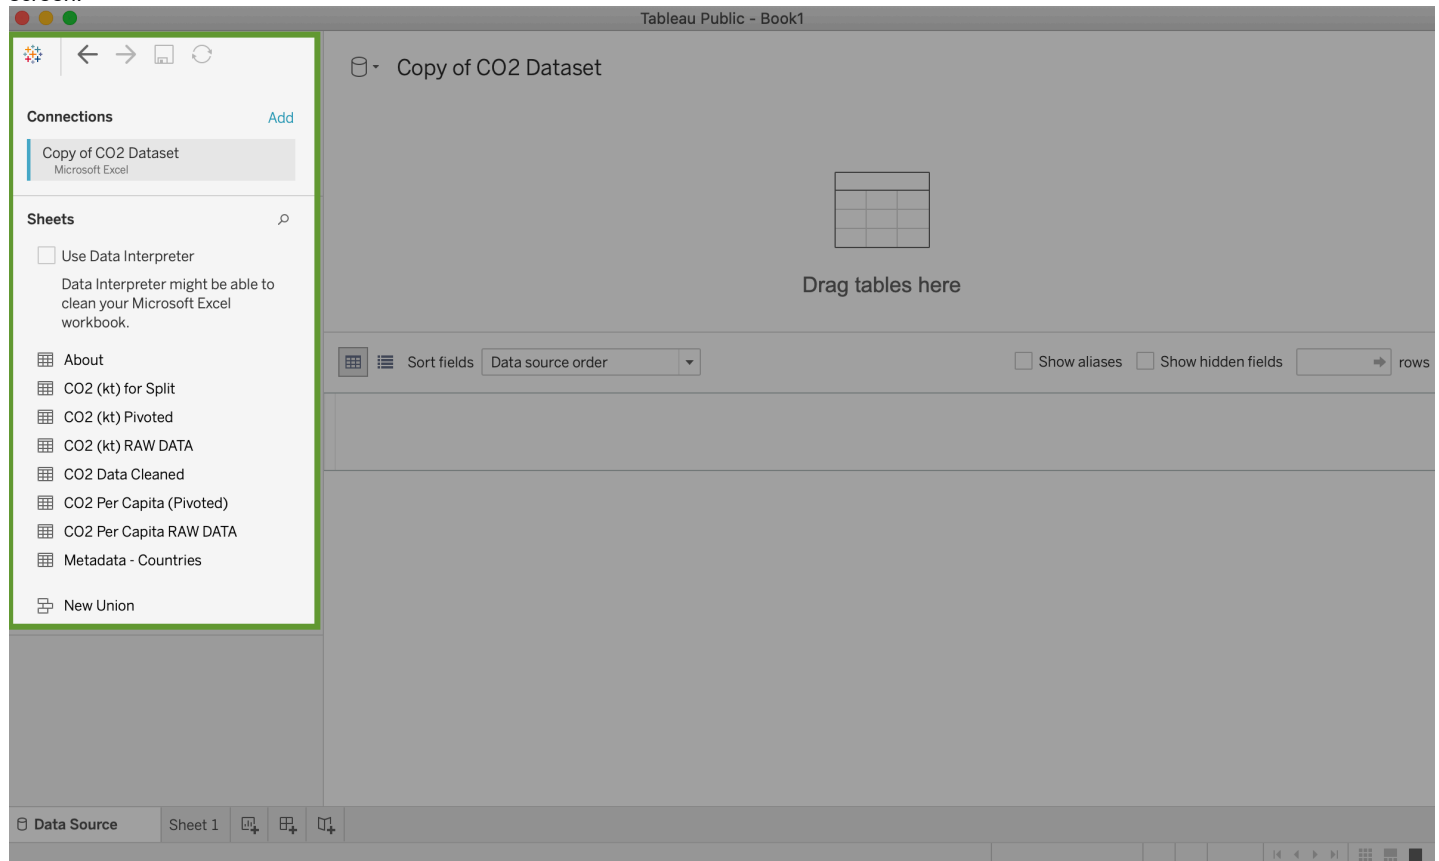 screen.
Tableau Public - Book1
Copy of CO2 Dataset
Connections
Add
Copy of CO2 Dataset
Microsoft Excel
Sheets
Use Data Interpreter
Data Interpreter might be able to
clean your Microsoft Excel
workbook.
About
CO2 (kt) for Split
CO2 (kt) Pivoted
CO2 (kt) RAW DATA
CO2 Data Cleaned
CO2 Per Capita (Pivoted)
CO2 Per Capita RAW DATA
Metadata - Countries
New Union
Drag tables here
Sort fields Data source order Show aliases Show hidden fields rows
Data Source Sheet 1